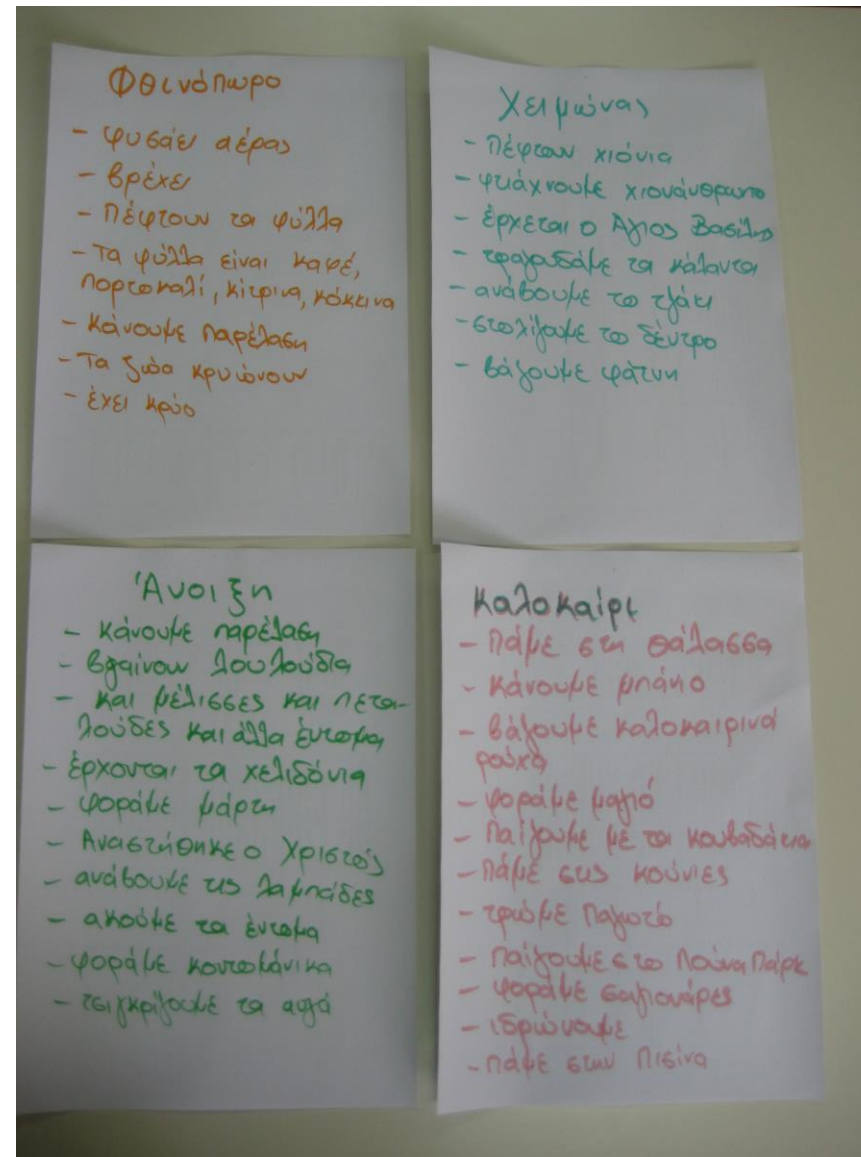 Φθινόπωρο
- φυσάει αέρας
- βρέχει
- πέφτουν τα φύλλα
- Τα φύλλα είναι καφέ,
πορτοκαλί, κίτρινα, κόκκινα
- κάνουμε παρέλαση
- Τα ζώα κρυώνουν
- έχει κρύο
Χειμώνας
- πέφτουν χιόνια
- φτιάχνουμε χιονάνθρωπο
- έρχεται ο Άγιος Βασίλης
- τραγουδάμε τα κάλαντα
- ανάβουμε το τζάκι
- στολίζουμε το δέντρο
- βάζουμε φάτνη
Άνοιξη
- κάνουμε παρέλαση
- βγαίνουν λουλούδια
- και μέλισσες και πετα-
λούδες και άλλα έντομα
- έρχονται τα χελιδόνια
- φοράμε μάρτη
- Αναστήθηκε ο Χριστός
- ανάβουμε τις λαμπάδες
- ακούμε τα έντομα
- φοράμε κοντομάνικα
- τσιγκρίζουμε τα αυγά
Καλοκαίρι
- πάμε στη θάλασσα
- κάνουμε μπάνιο
- βάζουμε καλοκαιρινά
ρούχα
- φοράμε μαγιό
- παίζουμε με τα κουβαδάκια
- πάμε στις κούνιες
- τρώμε παγωτό
- παίζουμε στο Λούνα Παρκ
- φοράμε σαγιονάρες
- ιδρώνουμε
- πάμε στην πισίνα